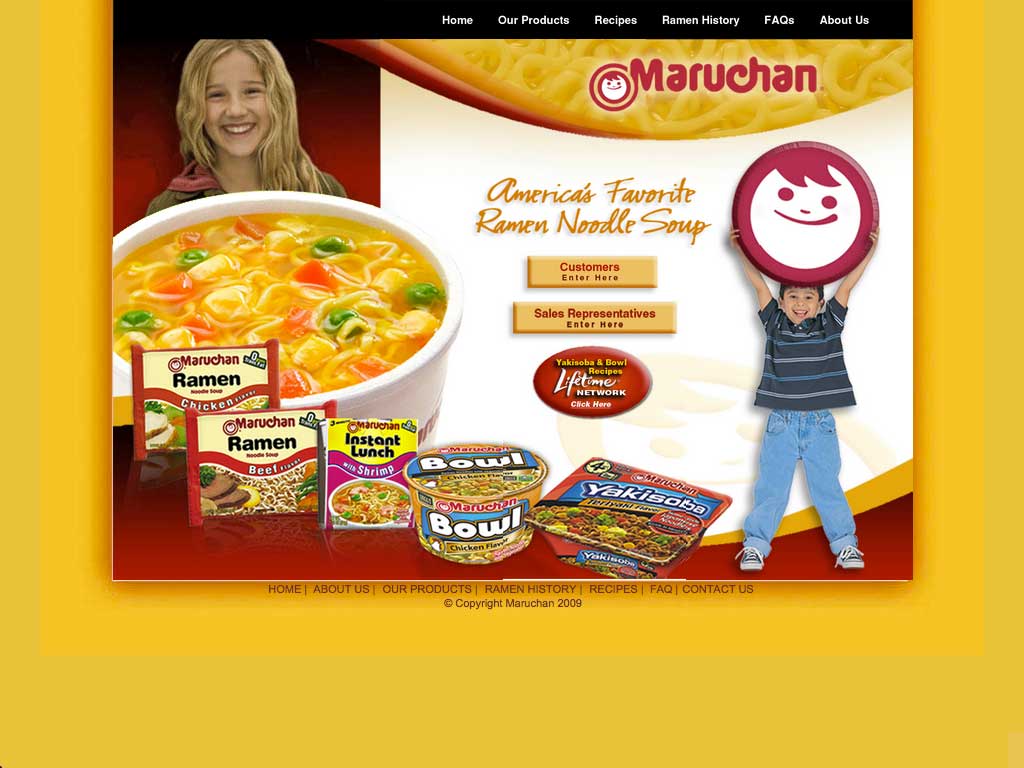 Home Our Products Recipes Ramen History FAQs About Us
Maruchan
America's Favorite
Ramen Noodle Soup
Customers
Enter Here
Sales Representatives
Enter Here
Yakisoba & Bowl
Recipes
Lifetime
NETWORK
Click Here
Maruchan
Ramen
Noodle Soup
Chicken Flavor
Maruchan
Ramen
Noodle Soup
Beef Flavor
Maruchan
Instant
Lunch
with Shrimp
Maruchan
Bowl
Chicken Flavor
Maruchan
Bowl
Chicken Flavor
Maruchan
Yakisoba
Teriyaki Flavor
Yakisoba
HOME | ABOUT US | OUR PRODUCTS | RAMEN HISTORY | RECIPES | FAQ | CONTACT US
© Copyright Maruchan 2009